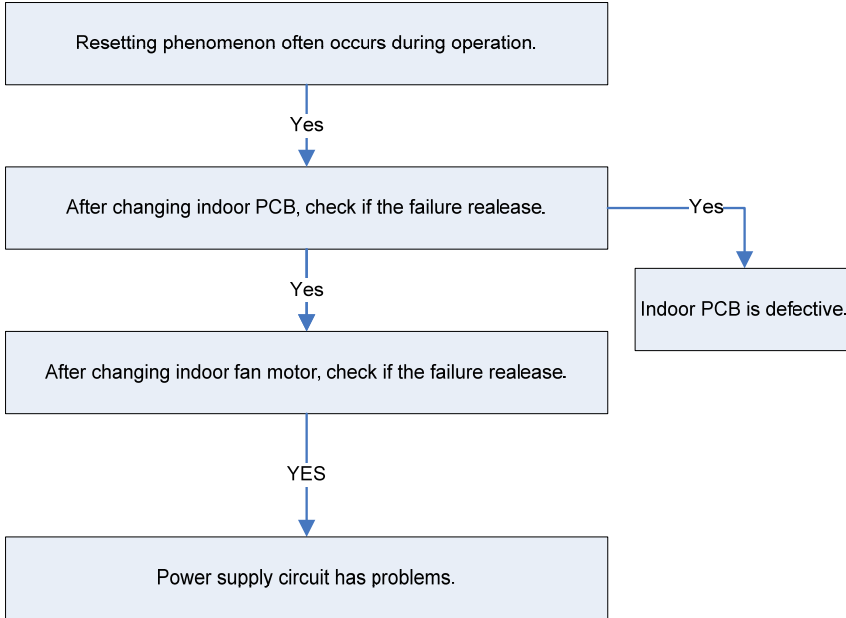 Resetting phenomenon often occurs during operation.
Yes
After changing indoor PCB, check if the failure realease.
Yes
Yes
Indoor PCB is defective.
After changing indoor fan motor, check if the failure realease.
YES
Power supply circuit has problems.